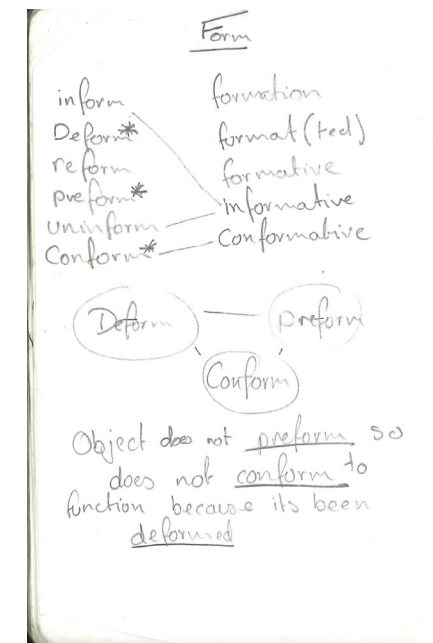 Form
inform
Deform*
reform
preform*
uninform
Conform*
formation
format(ted)
formative
informative
Conformative
Deform
preform
Conform
Object does not preform so
does not conform to
function because its been
deformed